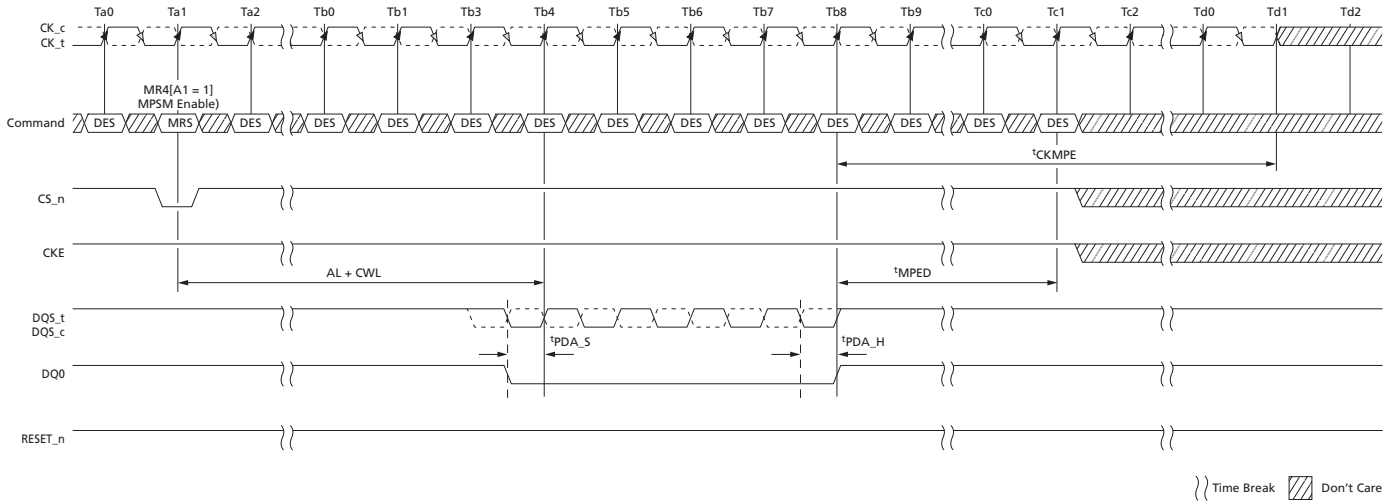 Ta0 Ta1 Ta2 Tb0 Tb1 Tb3 Tb4 Tb5 Tb6 Tb7 Tb8 Tb9 Tc0 Tc1 Tc2 Td0 Td1 Td2
CK_c
CK_t
MR4[A1 = 1]
MPSM Enable)
Command DES MRS DES DES DES DES DES DES DES DES DES DES DES DES
tCKMPE
CS_n
CKE
AL + CWL tMPED
DQS_t
DQS_c
tPDA_S tPDA_H
DQ0
RESET_n
Time Break Don't Care